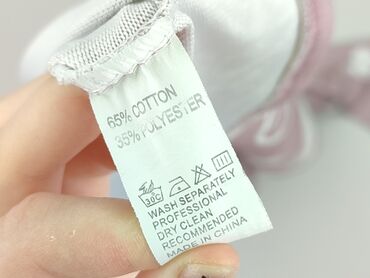 65% COTTON
35% POLYESTER
30°C
WASH SEPARATELY
PROFESSIONAL
DRY CLEAN
RECOMMENDED
MADE IN CHINA